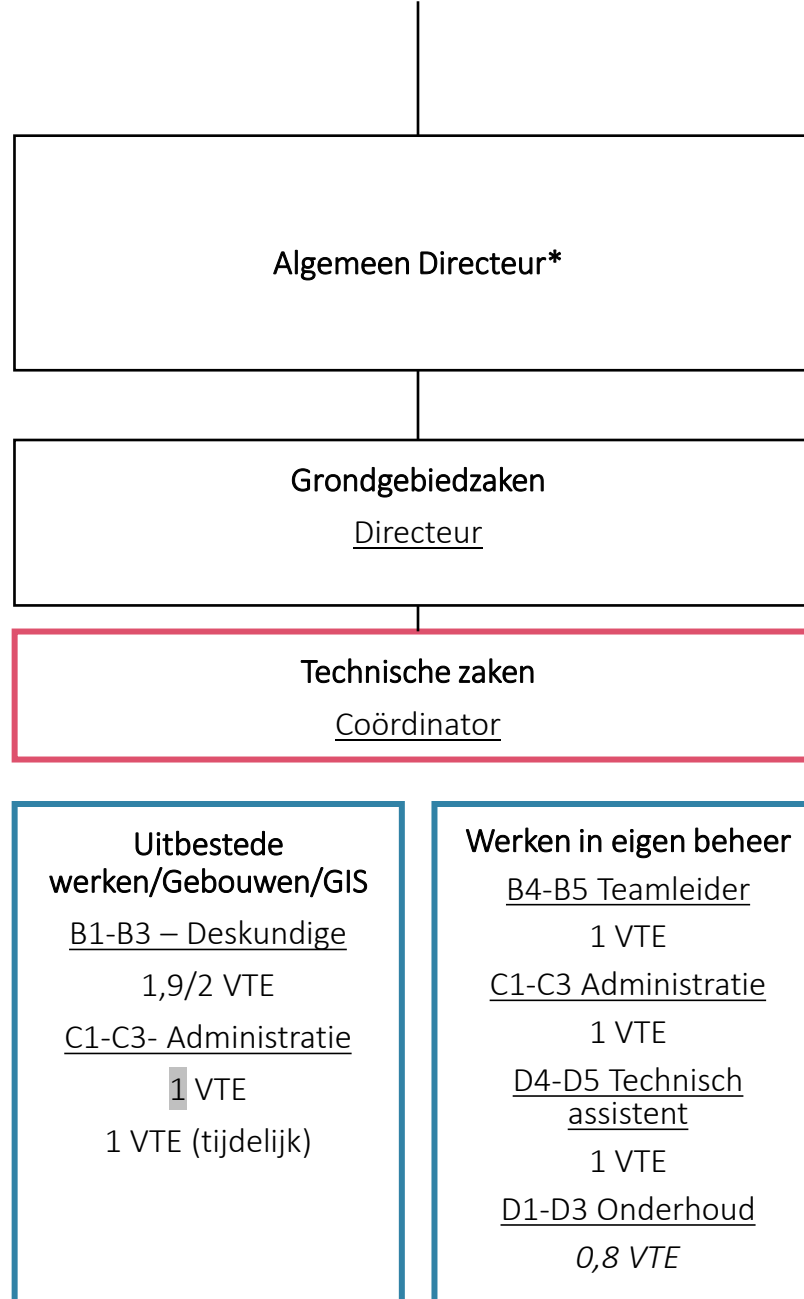 Algemeen Directeur*
Grondgebiedzaken
Directeur
Technische zaken
Coördinator
Uitbestede
werken/Gebouwen/GIS
B1-B3 – Deskundige
1,9/2 VTE
C1-C3- Administratie
1 VTE
1 VTE (tijdelijk)
Werken in eigen beheer
B4-B5 Teamleider
1 VTE
C1-C3 Administratie
1 VTE
D4-D5 Technisch
assistent
1 VTE
D1-D3 Onderhoud
0,8 VTE